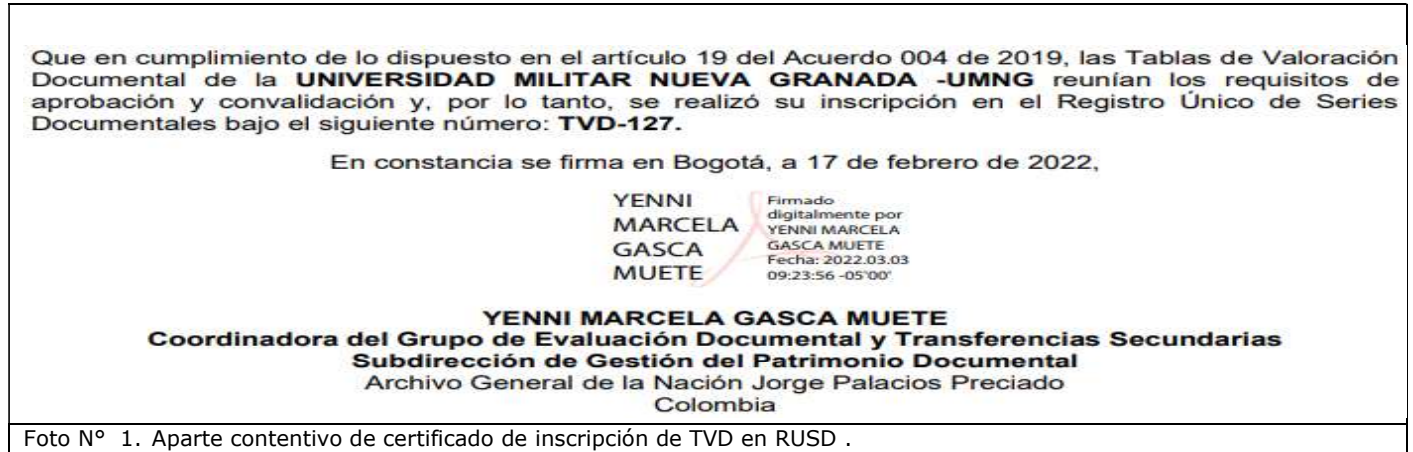 Que en cumplimiento de lo dispuesto en el artículo 19 del Acuerdo 004 de 2019, las Tablas de Valoración
Documental de la UNIVERSIDAD MILITAR NUEVA GRANADA -UMNG reunían los requisitos de
aprobación y convalidación y, por lo tanto, se realizó su inscripción en el Registro Único de Series
Documentales bajo el siguiente número: TVD-127.
En constancia se firma en Bogotá, a 17 de febrero de 2022,
YENNI
MARCELA
GASCA
MUETE
Firmado
digitalmente por
YENNI MARCELA
GASCA MUETE
Fecha: 2022.03.03
09:23:56 -05'00'
YENNI MARCELA GASCA MUETE
Coordinadora del Grupo de Evaluación Documental y Transferencias Secundarias
Subdirección de Gestión del Patrimonio Documental
Archivo General de la Nación Jorge Palacios Preciado
Colombia
Foto N° 1. Aparte contentivo de certificado de inscripción de TVD en RUSD .